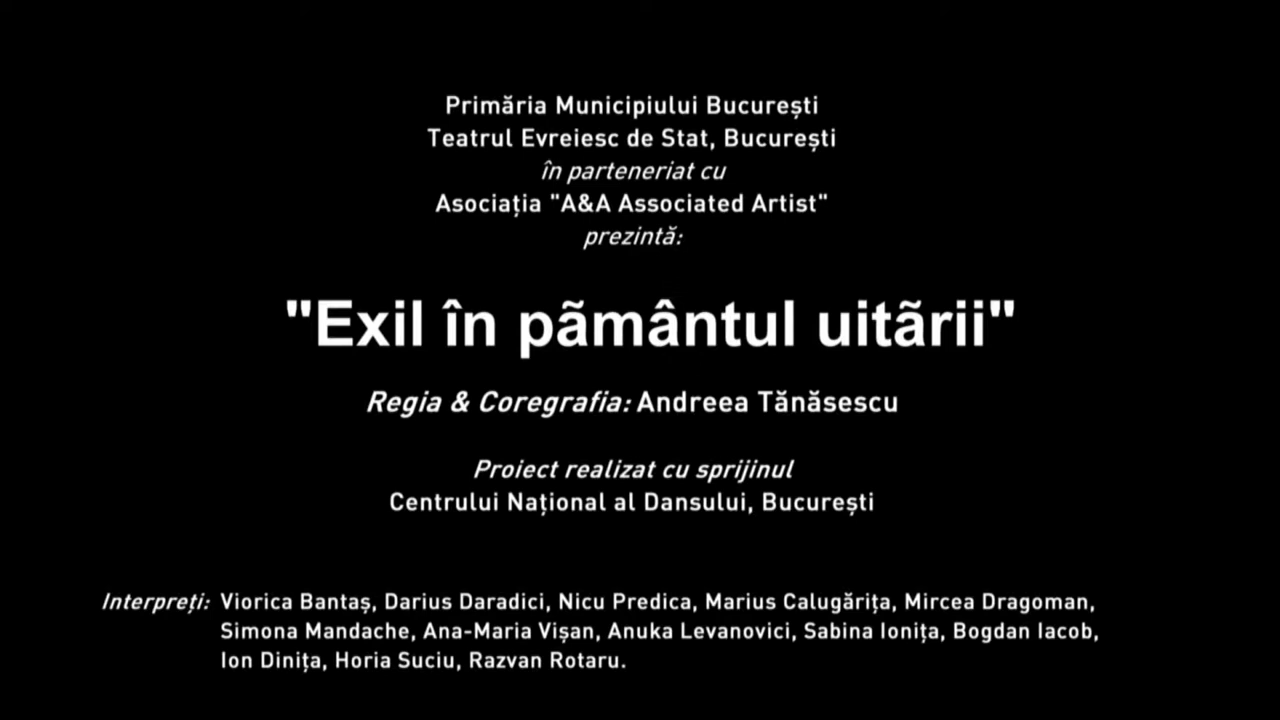 Primăria Municipiului București
Teatrul Evreiesc de Stat, București
în parteneriat cu
Asociația "A&A Associated Artist"
prezintă:
"Exil în pãmântul uitãrii"
Regia & Coregrafia: Andreea Tănăsescu
Proiect realizat cu sprijinul
Centrului Național al Dansului, București
Interpreți: Viorica Bantaș, Darius Daradici, Nicu Predica, Marius Calugărița, Mircea Dragoman,
Simona Mandache, Ana-Maria Vișan, Anuka Levanovici, Sabina Ionița, Bogdan Iacob,
Ion Dinița, Horia Suciu, Razvan Rotaru.